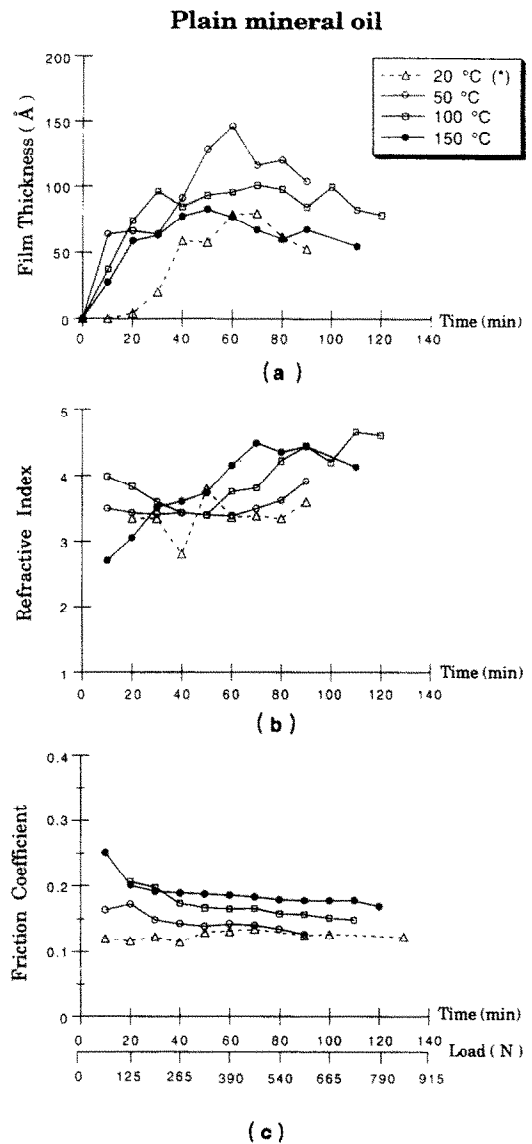 Plain mineral oil
20 °C (*)
50 °C
100 °C
150 °C
Film Thickness ( Å )
200
150
100
50
0
0 20 40 60 80 100 120 140
Time (min)
(a)
Refractive Index
5
4
3
2
1
0 20 40 60 80 100 120 140
Time (min)
(b)
Friction Coefficient
0.4
0.3
0.2
0.1
0
Time (min)
0 20 40 60 80 100 120 140
Load ( N )
0 125 265 390 540 665 790 915
(c)